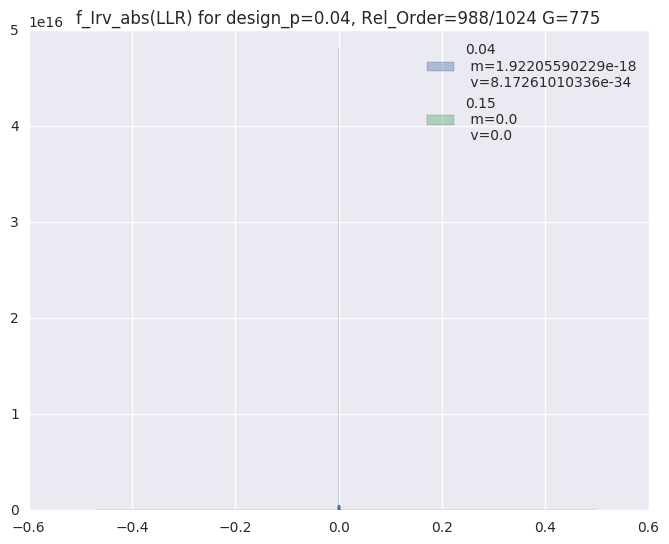 f_Irv_abs(LLR) for design_p=0.04, Rel_Order=988/1024 G=775
1e16
5
4
3
2
1
0
−0.6 −0.4 −0.2 0.0 0.2 0.4 0.6
0.04
m=1.92205590229e-18
v=8.17261010336e-34
0.15
m=0.0
v=0.0